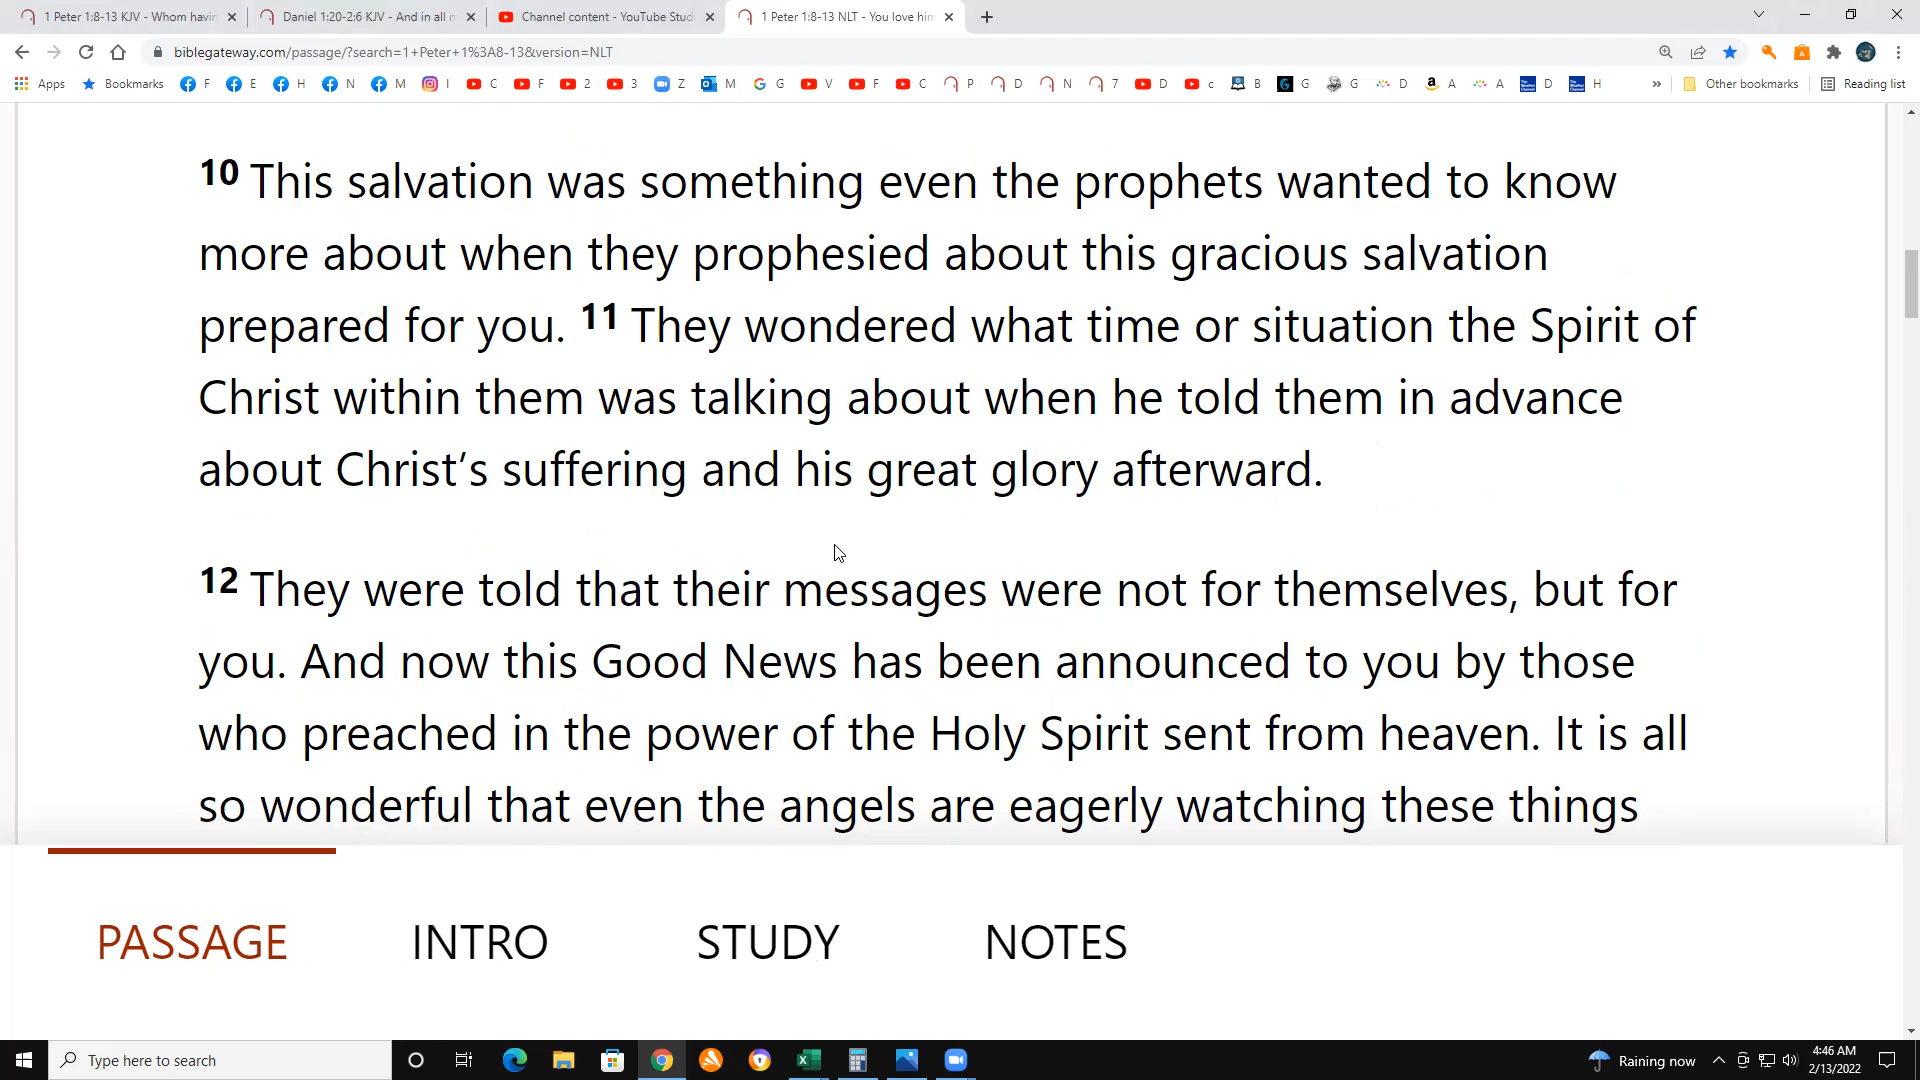 1 Peter 1:8-13 KJV - Whom havin
Daniel 1:20-2:6 KJV - And in all m
Channel content - YouTube Stud
1 Peter 1:8-13 NLT - You love him
biblegateway.com/passage/?search=1+Peter+1%3A8-13&version=NLT
Apps Bookmarks F E H N M I C F 2 3 Z M G V F C P D N 7 D c B G G D A A D H » Other bookmarks Reading list
10 This salvation was something even the prophets wanted to know
more about when they prophesied about this gracious salvation
prepared for you. 11 They wondered what time or situation the Spirit of
Christ within them was talking about when he told them in advance
about Christ’s suffering and his great glory afterward.
12 They were told that their messages were not for themselves, but for
you. And now this Good News has been announced to you by those
who preached in the power of the Holy Spirit sent from heaven. It is all
so wonderful that even the angels are eagerly watching these things
PASSAGE INTRO STUDY NOTES
Type here to search
Raining now
4:46 AM
2/13/2022